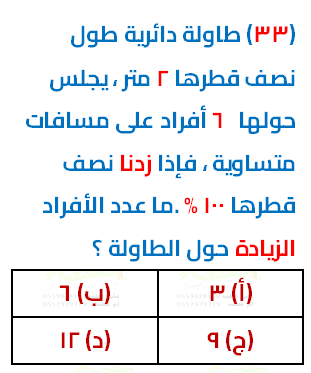 (٣٣) طاولة دائرية طول
نصف قطرها ٢ متر ، يجلس
حولها ٦ أفراد على مسافات
متساوية ، فإذا زدنا نصف
قطرها ١٠٠ % .ما عدد الأفراد
الزيادة حول الطاولة ؟
(أ) ٣
(ب) ٦
(ج) ٩
(د) ١٢